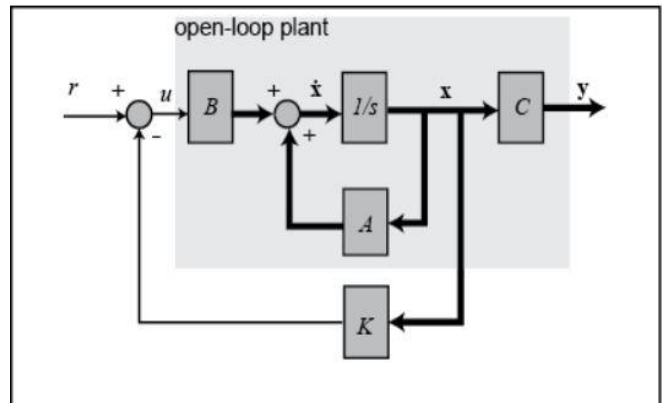 open-loop plant
r + u B + ẋ 1/s x C y
- +
A
K